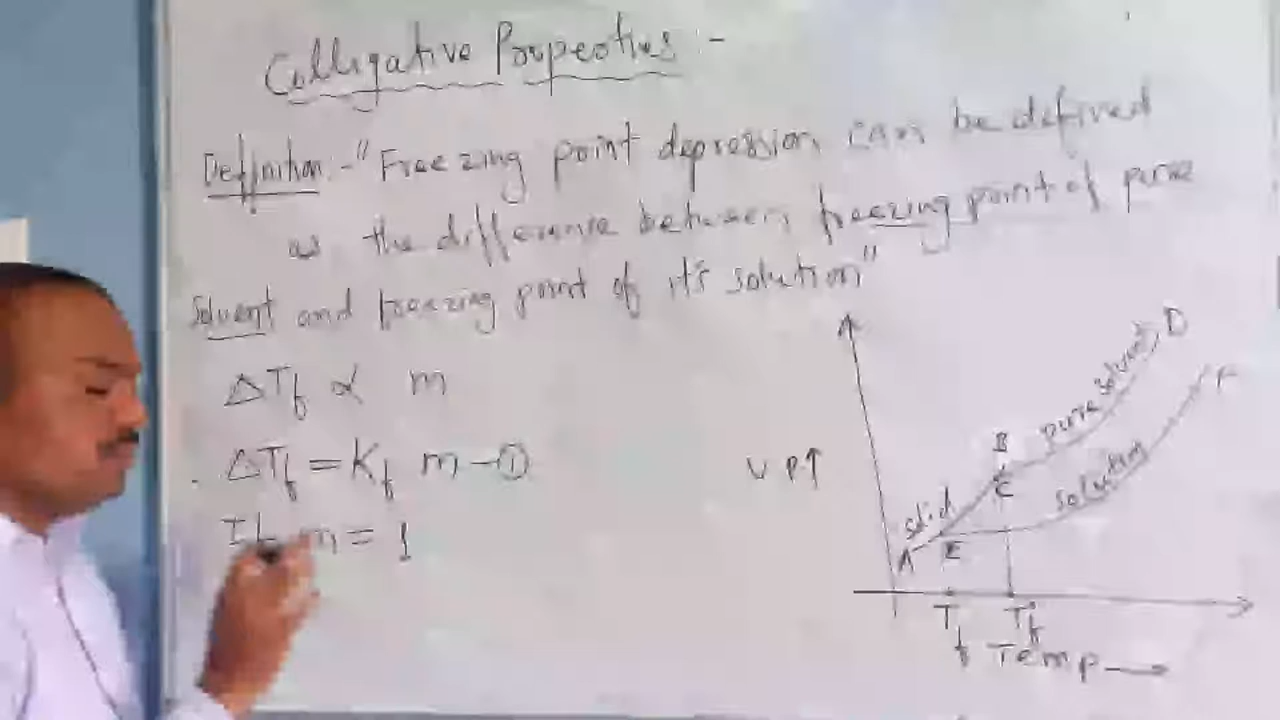 Colligative Properties :-
Definition:- "Freezing point depression can be defined
as the difference between freezing point of pure
Solvent and freezing point of it's solution"
ΔTf ∝ m
ΔTf = Kf m -①
If m = 1
V P↑
solid
pure solvent
solution
A
B
C
D
E
F
Tf
T°f
Temp